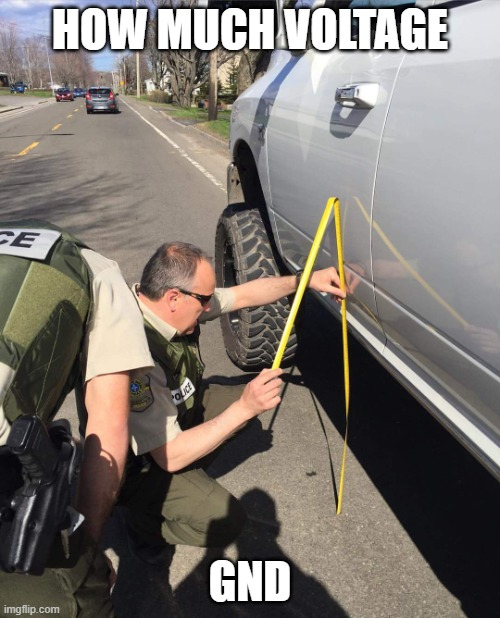 HOW MUCH VOLTAGE
CE
POLICE
GND
imgflip.com